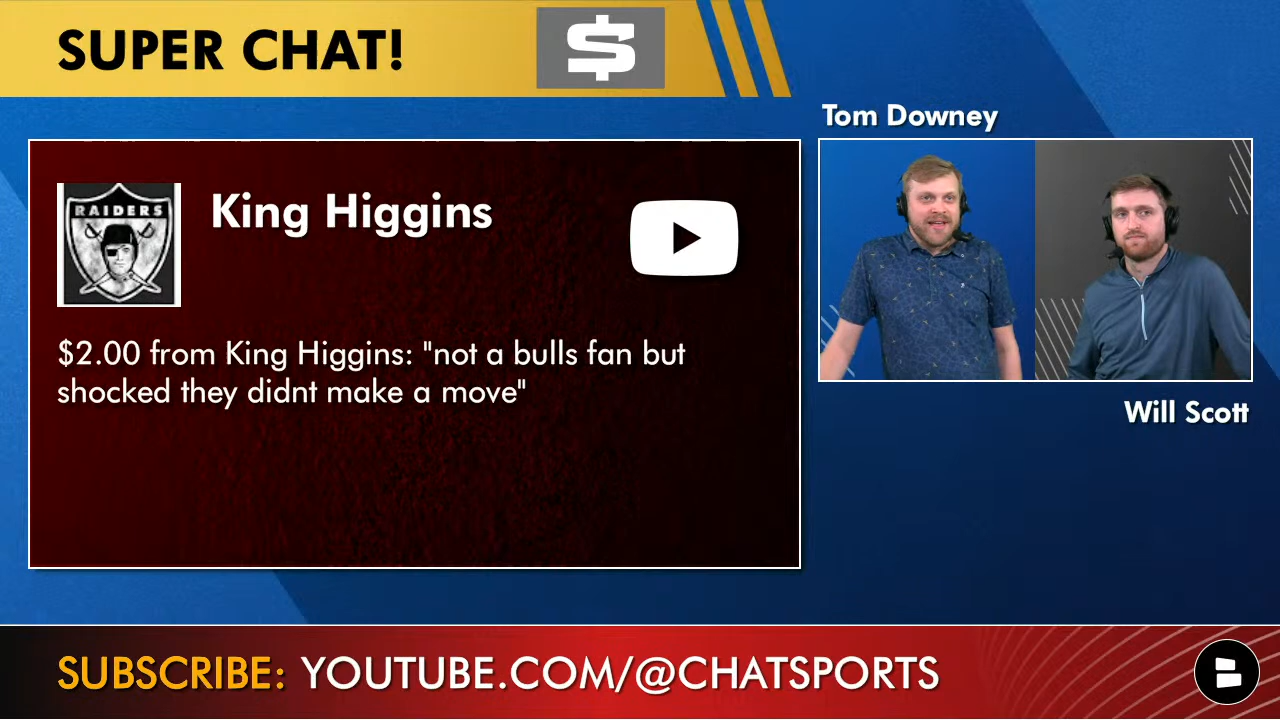 SUPER CHAT!
$
Tom Downey
RAIDERS
King Higgins
$2.00 from King Higgins: "not a bulls fan but
shocked they didnt make a move"
Will Scott
SUBSCRIBE: YOUTUBE.COM/@CHATSPORTS